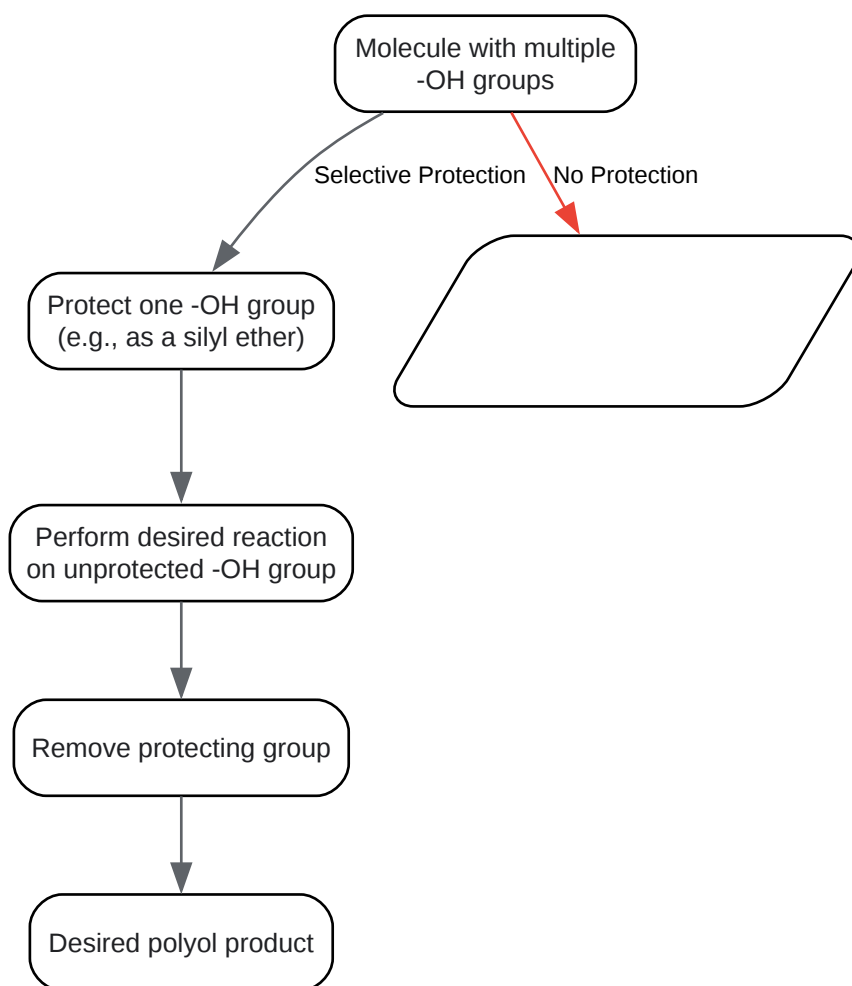 Molecule with multiple
-OH groups
Selective Protection
No Protection
Protect one -OH group
(e.g., as a silyl ether)
Perform desired reaction
on unprotected -OH group
Remove protecting group
Desired polyol product